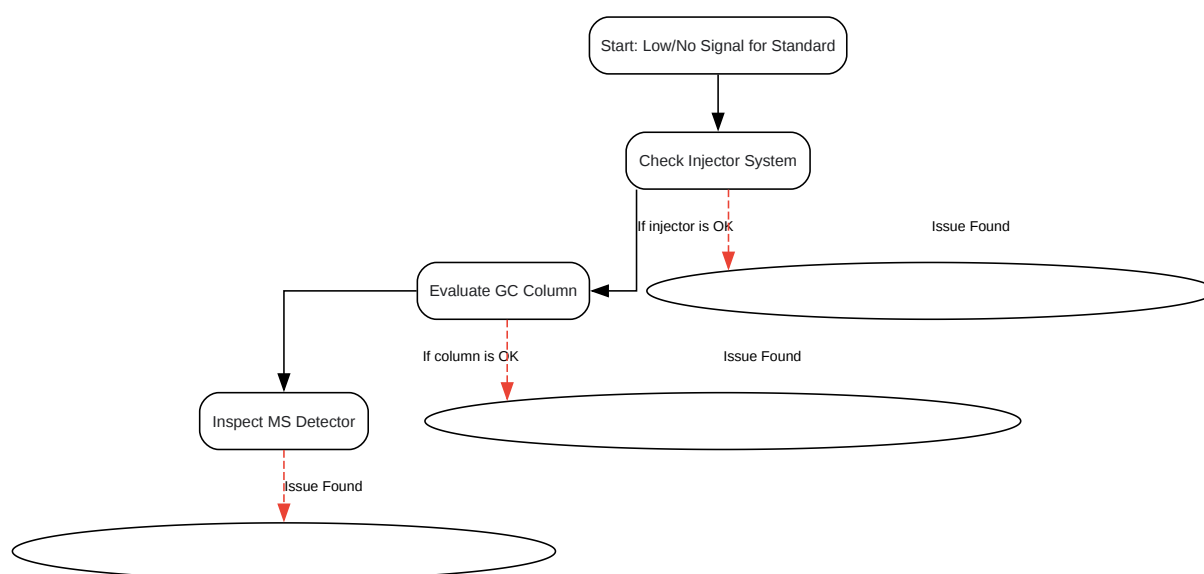 Start: Low/No Signal for Standard
Check Injector System
If injector is OK
Issue Found
Evaluate GC Column
If column is OK
Issue Found
Inspect MS Detector
Issue Found